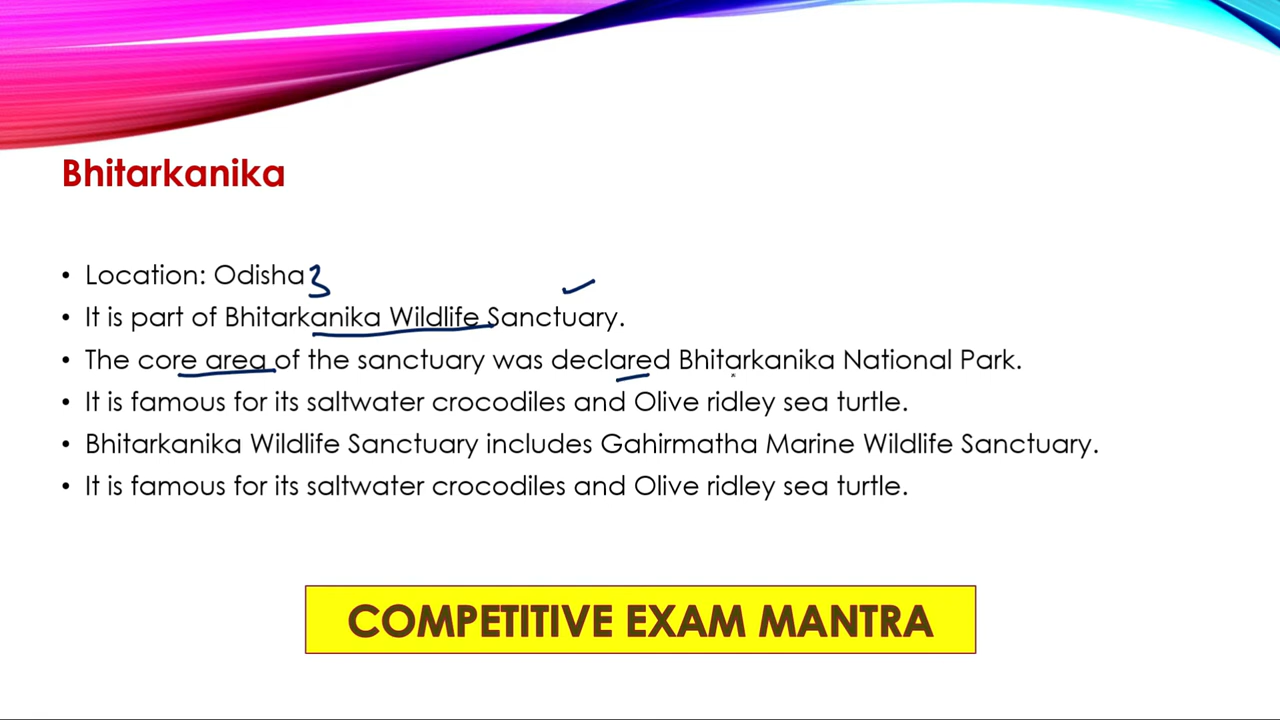 Bhitarkanika
• Location: Odisha 3
• It is part of Bhitarkanika Wildlife Sanctuary.
• The core area of the sanctuary was declared Bhitarkanika National Park.
• It is famous for its saltwater crocodiles and Olive ridley sea turtle.
• Bhitarkanika Wildlife Sanctuary includes Gahirmatha Marine Wildlife Sanctuary.
• It is famous for its saltwater crocodiles and Olive ridley sea turtle.
COMPETITIVE EXAM MANTRA